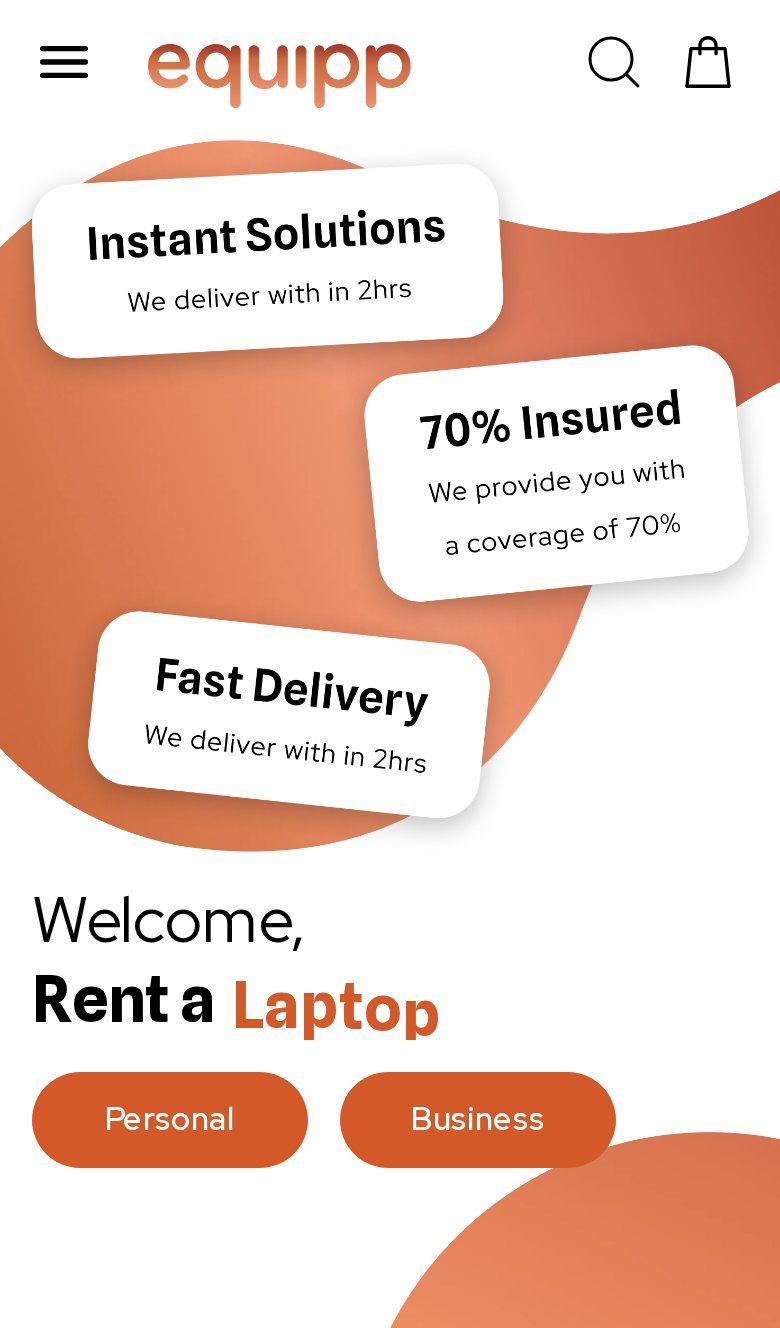 equipp
Instant Solutions
We deliver with in 2hrs
70% Insured
We provide you with
a coverage of 70%
Fast Delivery
We deliver with in 2hrs
Welcome,
Rent a Laptop
Personal
Business